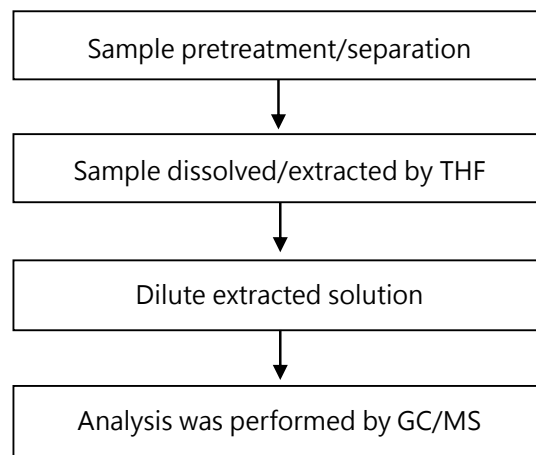 Sample pretreatment/separation
Sample dissolved/extracted by THF
Dilute extracted solution
Analysis was performed by GC/MS